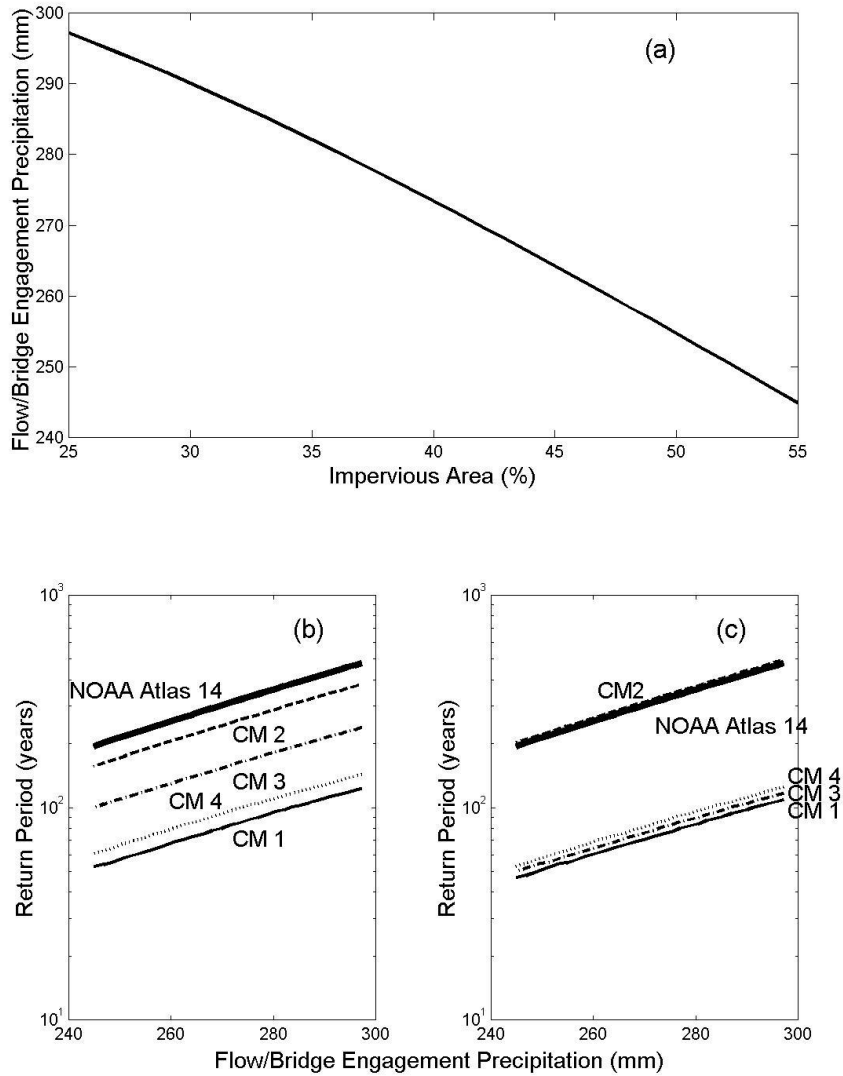 (a)
Flow/Bridge Engagement Precipitation (mm)
300
290
280
270
260
250
240
25 30 35 40 45 50 55
Impervious Area (%)
(b)
Return Period (years)
10³
10²
10¹
NOAA Atlas 14
CM 2
CM 3
CM 4
CM 1
240 260 280 300
(c)
Return Period (years)
10³
10²
10¹
CM2
NOAA Atlas 14
CM 4
CM 3
CM 1
240 260 280 300
Flow/Bridge Engagement Precipitation (mm)